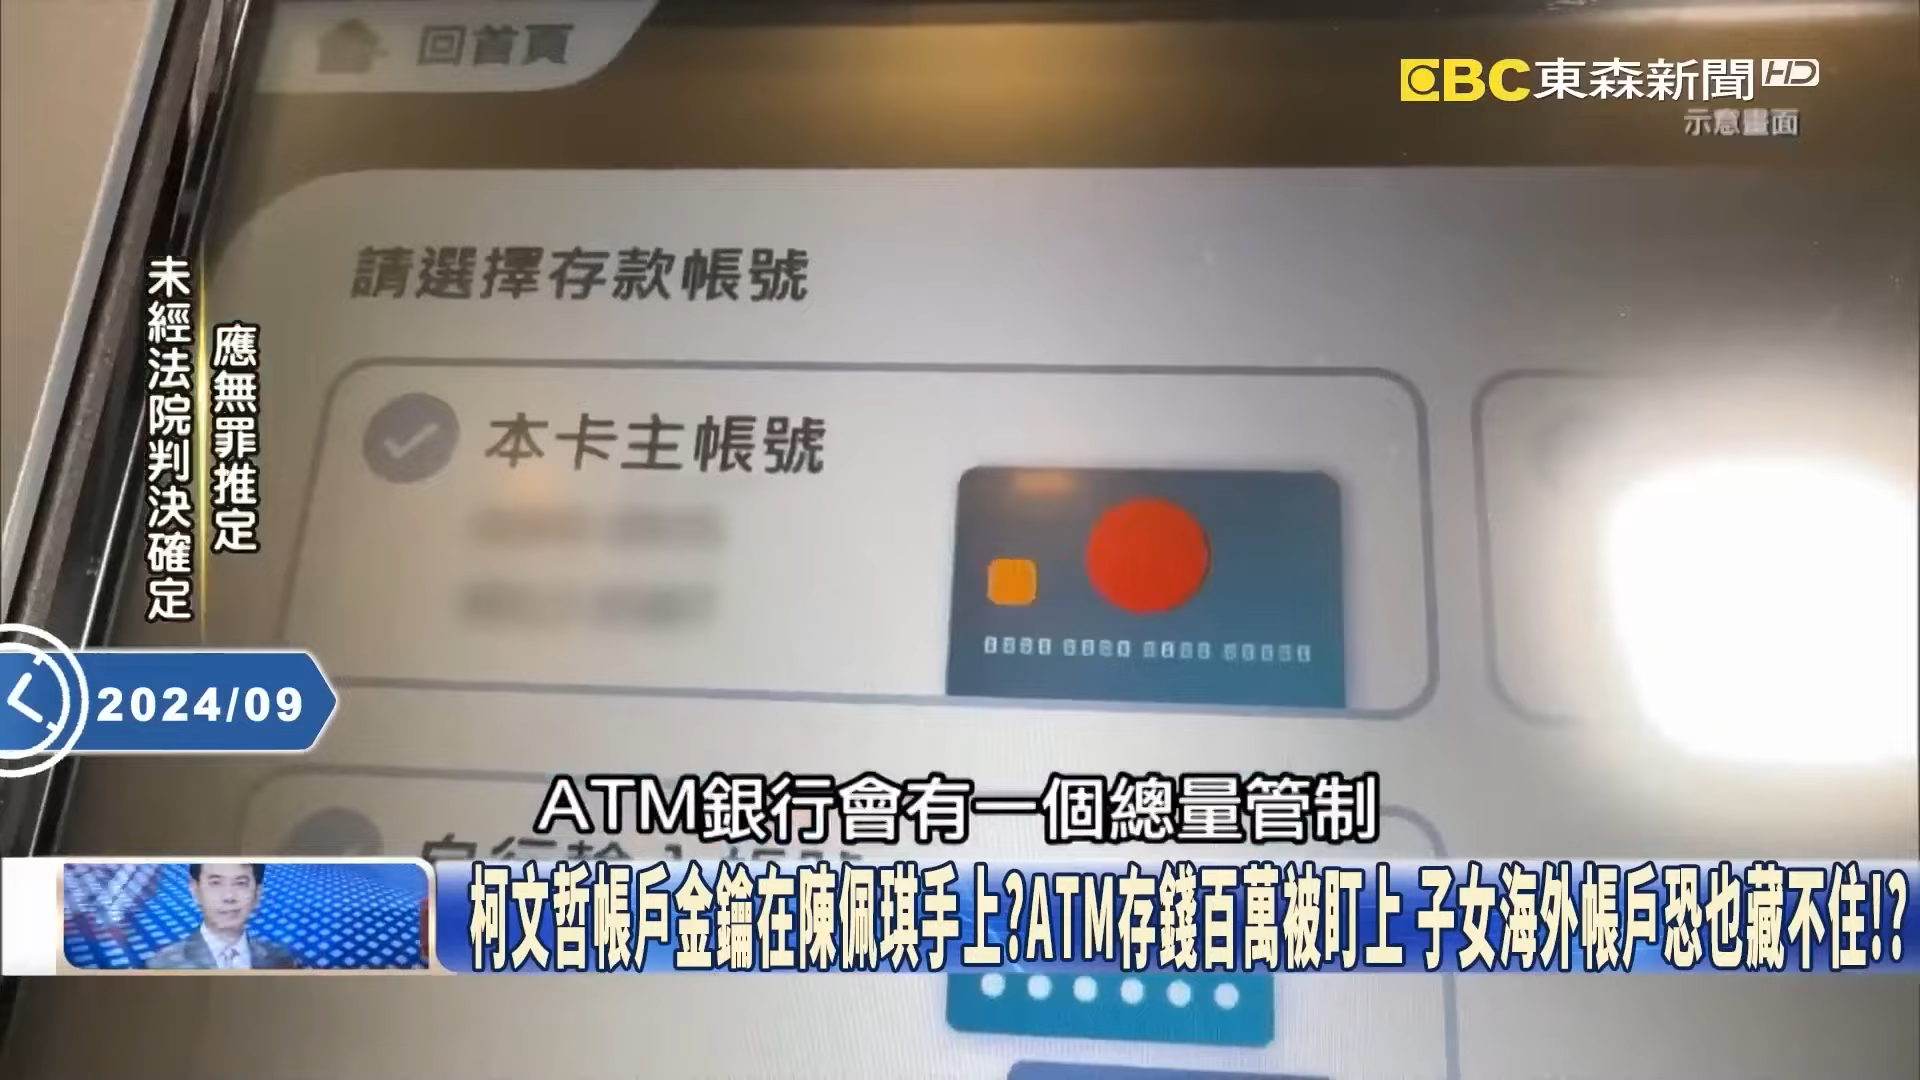 回首頁
EBC東森新聞HD
示意畫面
請選擇存款帳號
本卡主帳號
應無罪推定
未經法院判決確定
2024/09
ATM銀行會有一個總量管制
柯文哲帳戶金鑰在陳佩琪手上?ATM存錢百萬被盯上 子女海外帳戶恐也藏不住!?